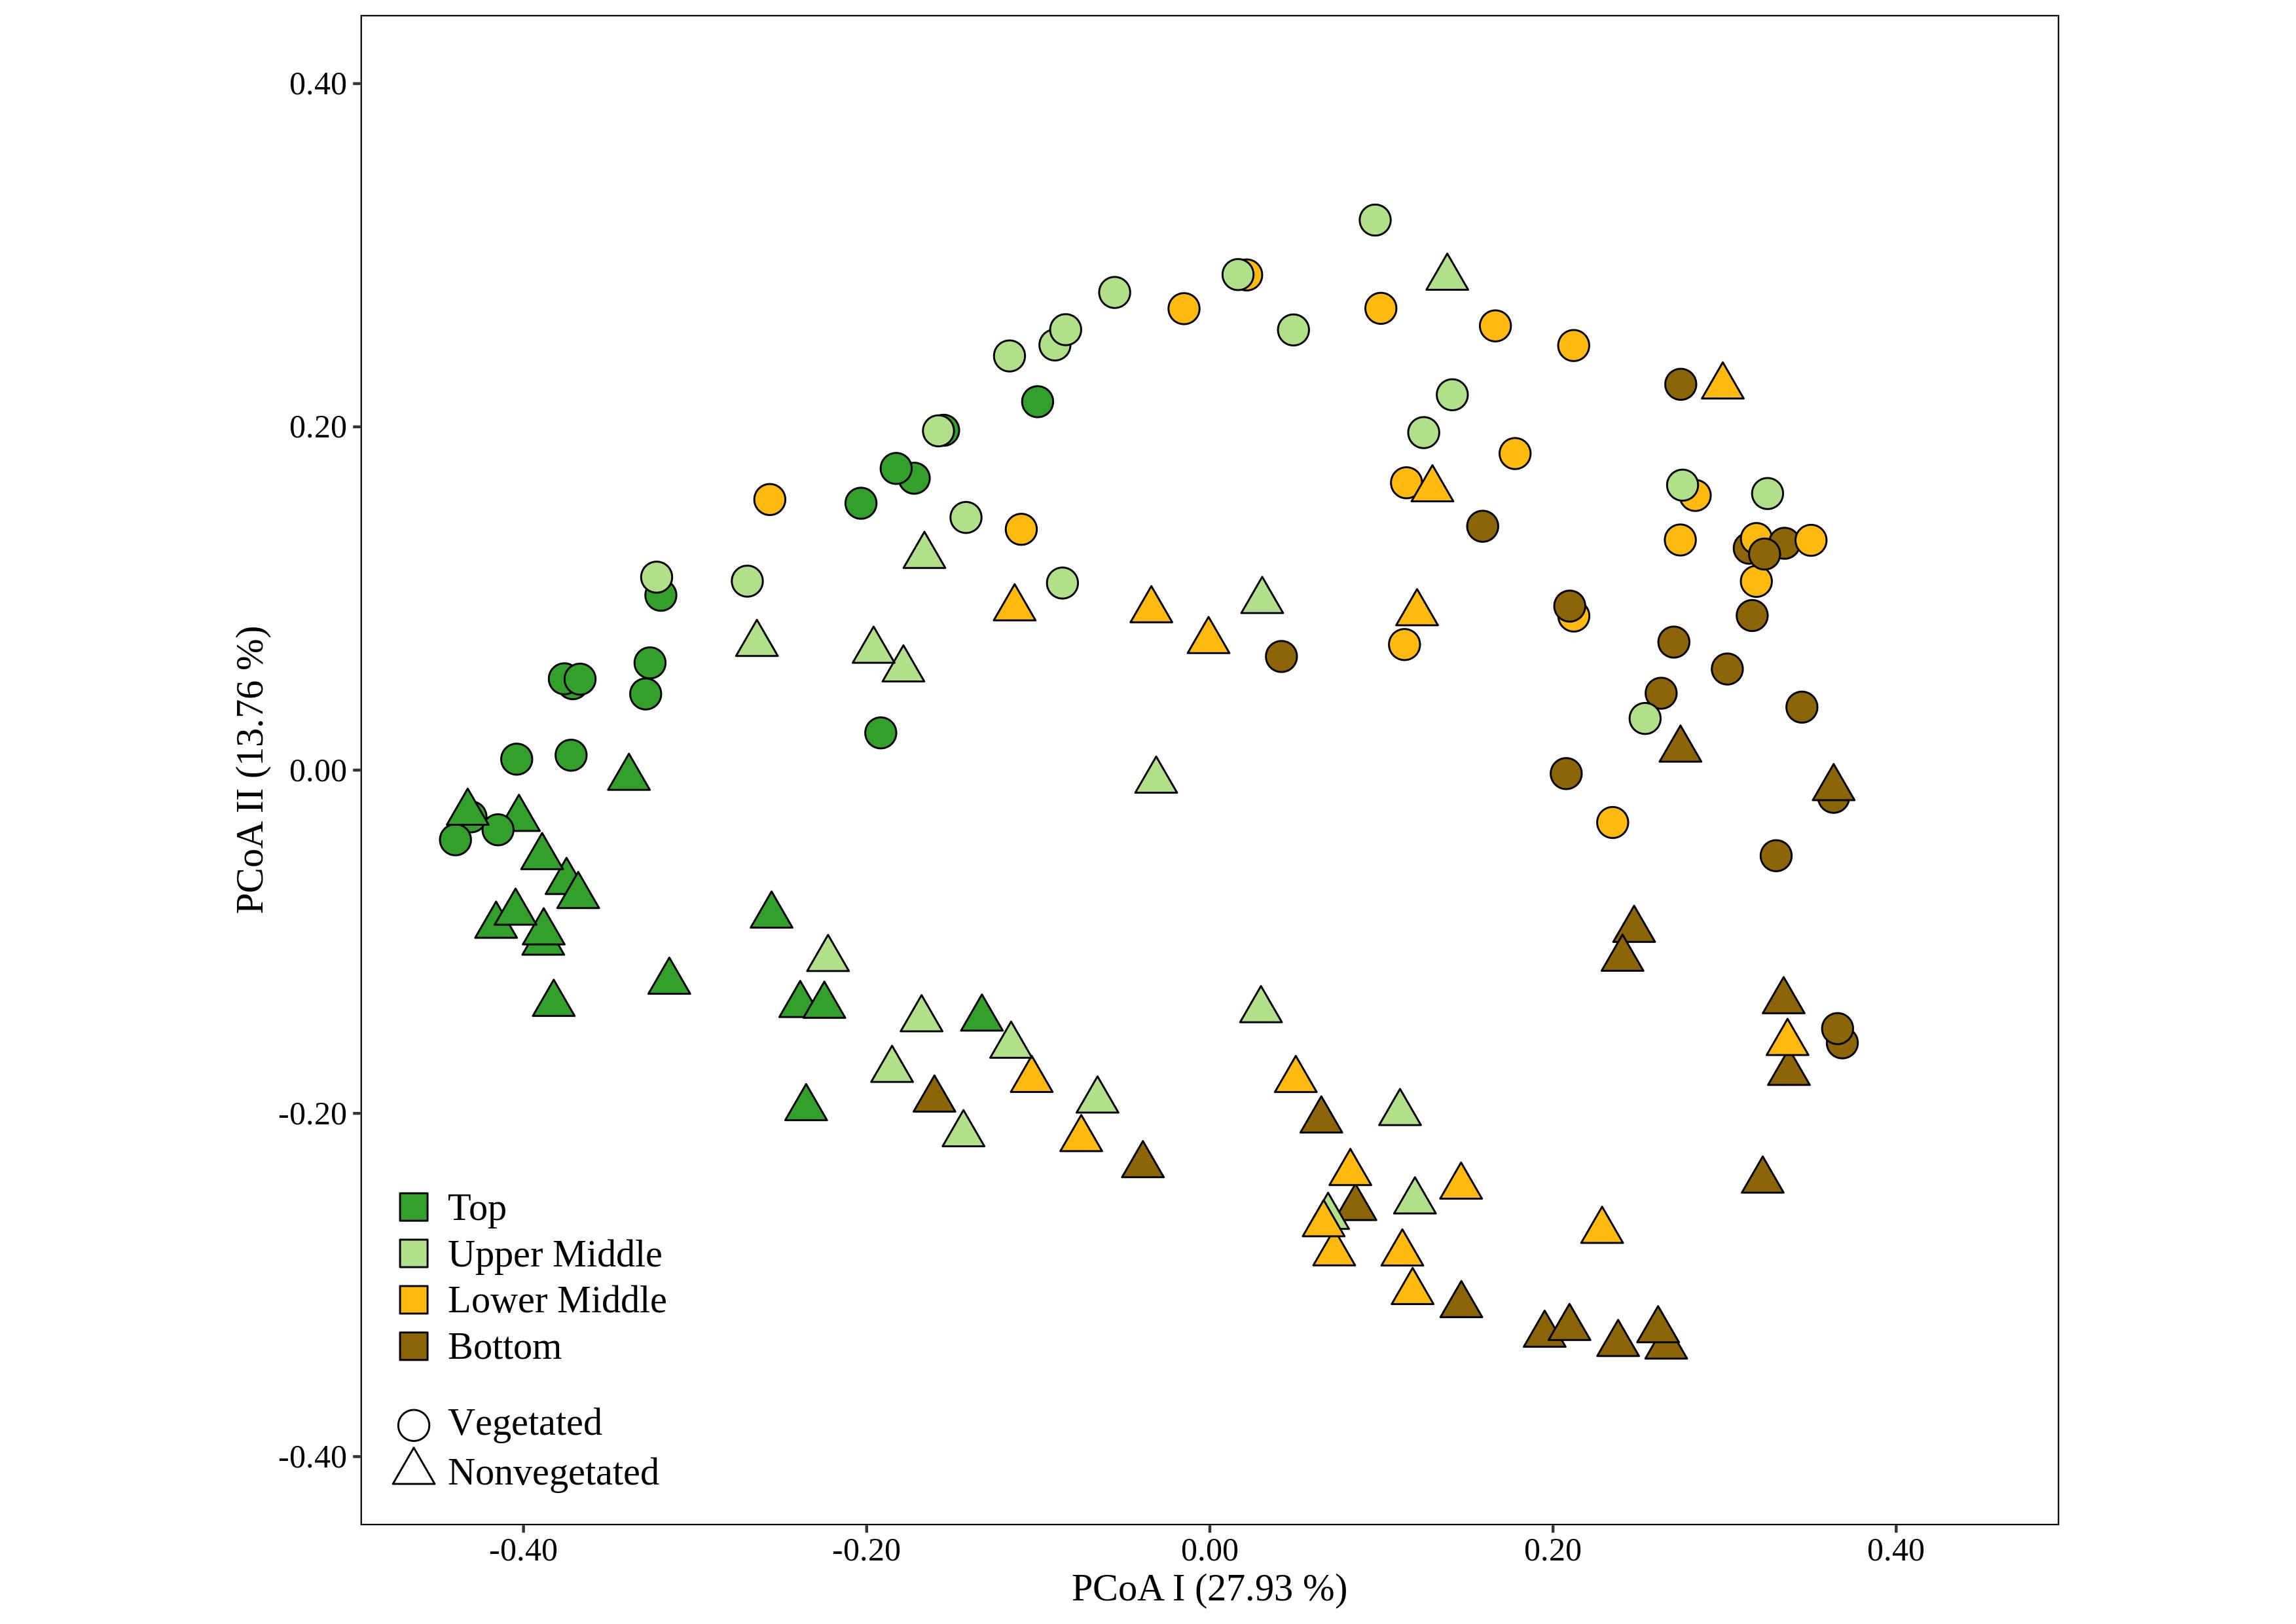 0.40
0.20
0.00
-0.20
-0.40
PCoA II (13.76 %)
Top
Upper Middle
Lower Middle
Bottom
Vegetated
Nonvegetated
-0.40 -0.20 0.00 0.20 0.40
PCoA I (27.93 %)